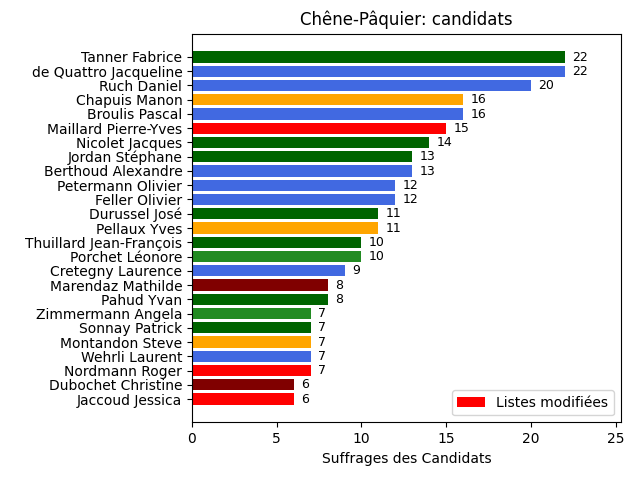 Chêne-Pâquier: candidats
Tanner Fabrice 22
de Quattro Jacqueline 22
Ruch Daniel 20
Chapuis Manon 16
Broulis Pascal 16
Maillard Pierre-Yves 15
Nicolet Jacques 14
Jordan Stéphane 13
Berthoud Alexandre 13
Petermann Olivier 12
Feller Olivier 12
Durussel José 11
Pellaux Yves 11
Thuillard Jean-François 10
Porchet Léonore 10
Cretegny Laurence 9
Marendaz Mathilde 8
Pahud Yvan 8
Zimmermann Angela 7
Sonnay Patrick 7
Montandon Steve 7
Wehrli Laurent 7
Nordmann Roger 7
Dubochet Christine 6
Jaccoud Jessica 6
Listes modifiées
0 5 10 15 20 25
Suffrages des Candidats